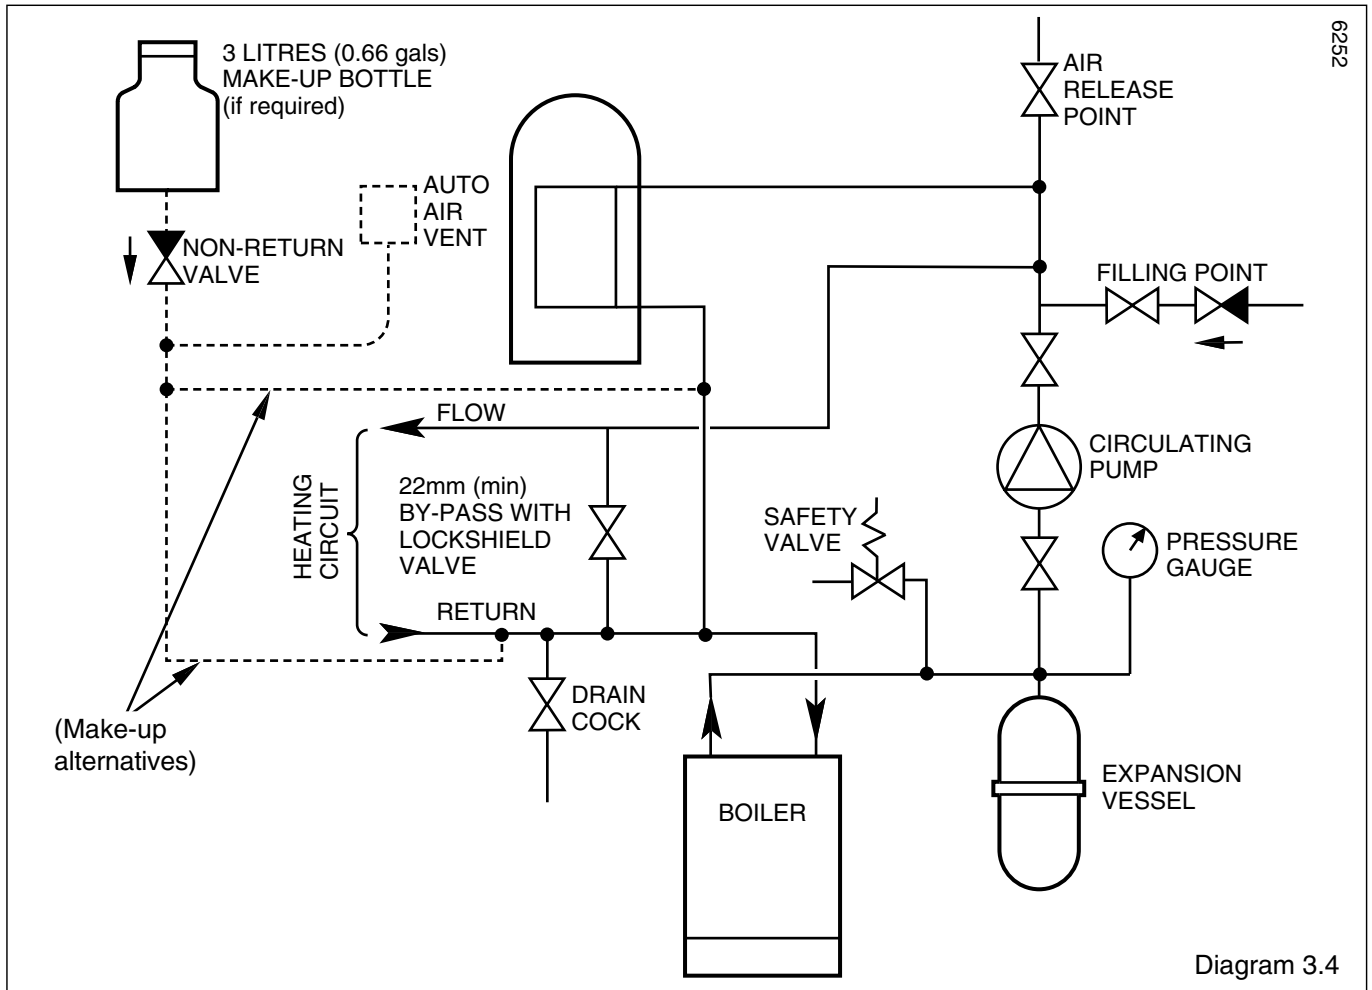 3 LITRES (0.66 gals)
MAKE-UP BOTTLE
(if required)
AIR
RELEASE
POINT
6252
AUTO
AIR
VENT
NON-RETURN
VALVE
FILLING POINT
FLOW
CIRCULATING
PUMP
HEATING
CIRCUIT
22mm (min)
BY-PASS WITH
LOCKSHIELD
VALVE
SAFETY
VALVE
PRESSURE
GAUGE
RETURN
DRAIN
COCK
(Make-up
alternatives)
EXPANSION
VESSEL
BOILER
Diagram 3.4